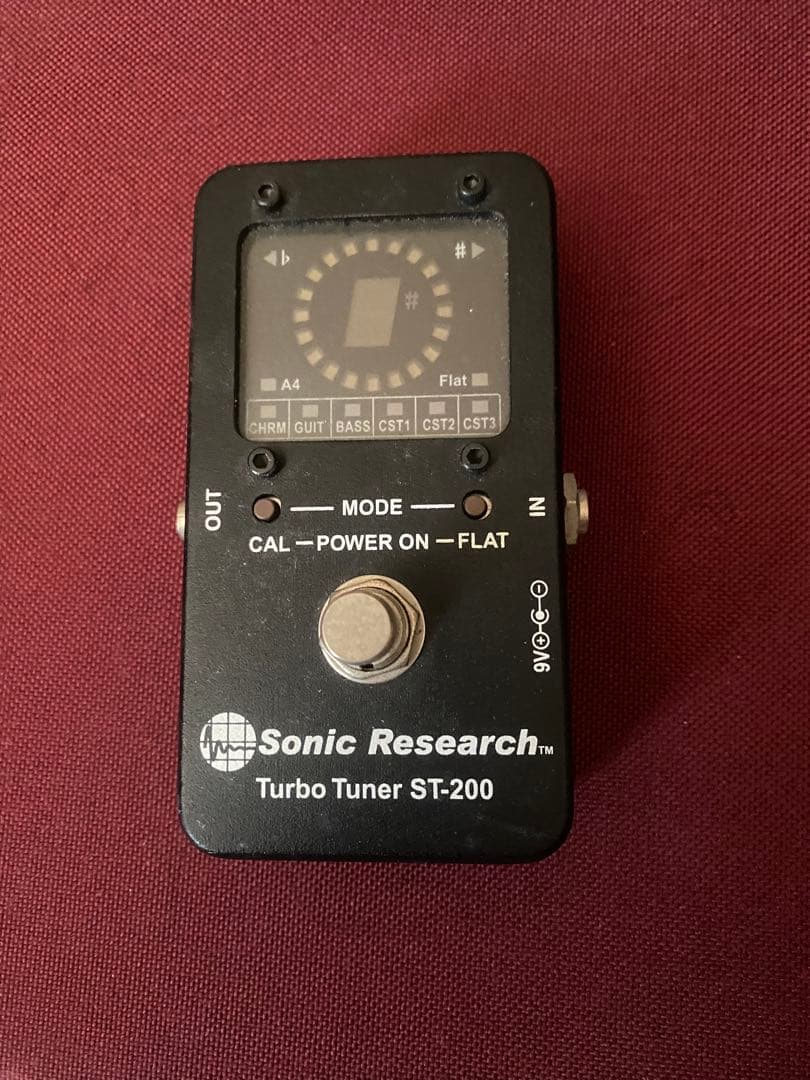 ♭ #
#
A4 Flat
CHRM GUIT BASS CST1 CST2 CST3
OUT
MODE
IN
CAL – POWER ON – FLAT
9V
Sonic Research™
Turbo Tuner ST-200